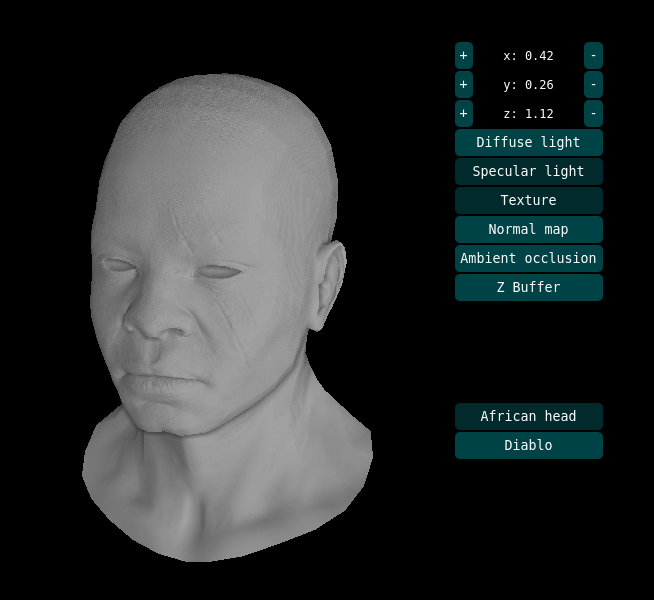 + x: 0.42 -
+ y: 0.26 -
+ z: 1.12 -
Diffuse light
Specular light
Texture
Normal map
Ambient occlusion
Z Buffer
African head
Diablo